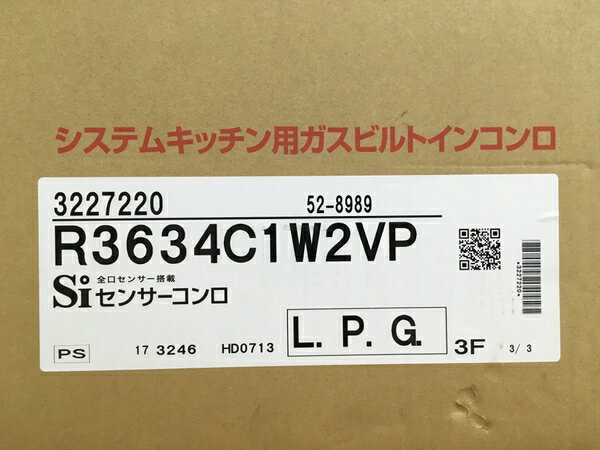 システムキッチン用ガスビルトインコンロ
3227220 52-8989
R3634C1W2VP
Si 全口センサー搭載 センサーコンロ
*3227220*
L.P.G.
PS 17 3246 HD0713 3F 3/3